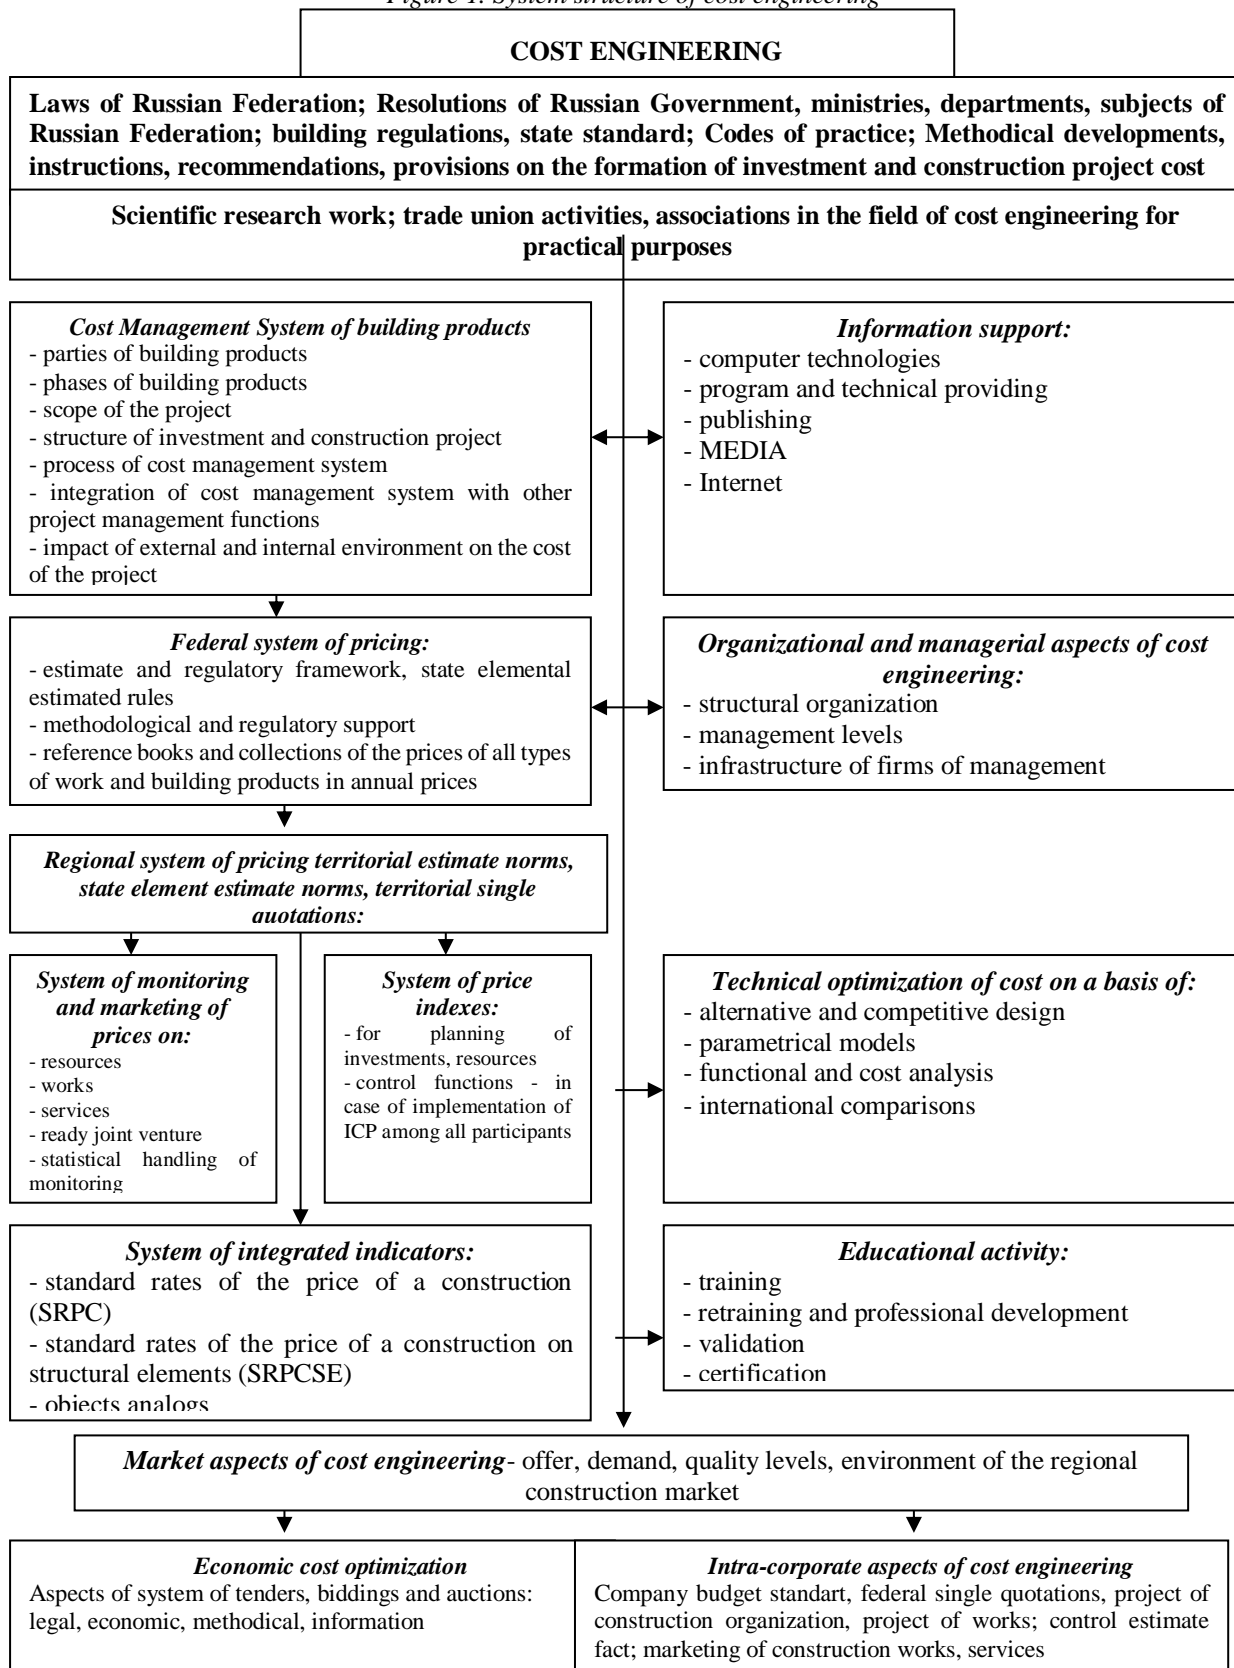 Figure 1. System structure of cost engineering
COST ENGINEERING
Laws of Russian Federation; Resolutions of Russian Government, ministries, departments, subjects of
Russian Federation; building regulations, state standard; Codes of practice; Methodical developments,
instructions, recommendations, provisions on the formation of investment and construction project cost
Scientific research work; trade union activities, associations in the field of cost engineering for
practical purposes
Cost Management System of building products
- parties of building products
- phases of building products
- scope of the project
- structure of investment and construction project
- process of cost management system
- integration of cost management system with other
project management functions
- impact of external and internal environment on the cost
of the project
Information support:
- computer technologies
- program and technical providing
- publishing
- MEDIA
- Internet
Federal system of pricing:
- estimate and regulatory framework, state elemental
estimated rules
- methodological and regulatory support
- reference books and collections of the prices of all types
of work and building products in annual prices
Organizational and managerial aspects of cost
engineering:
- structural organization
- management levels
- infrastructure of firms of management
Regional system of pricing territorial estimate norms,
state element estimate norms, territorial single
quotations:
System of monitoring
and marketing of
prices on:
- resources
- works
- services
- ready joint venture
- statistical handling of
monitoring
System of price
indexes:
- for planning of
investments, resources
- control functions - in
case of implementation of
ICP among all participants
Technical optimization of cost on a basis of:
- alternative and competitive design
- parametrical models
- functional and cost analysis
- international comparisons
System of integrated indicators:
- standard rates of the price of a construction
(SRPC)
- standard rates of the price of a construction on
structural elements (SRPCSE)
- objects analogs
Educational activity:
- training
- retraining and professional development
- validation
- certification
Market aspects of cost engineering- offer, demand, quality levels, environment of the regional
construction market
Economic cost optimization
Aspects of system of tenders, biddings and auctions:
legal, economic, methodical, information
Intra-corporate aspects of cost engineering
Company budget standart, federal single quotations, project of
construction organization, project of works; control estimate
fact; marketing of construction works, services